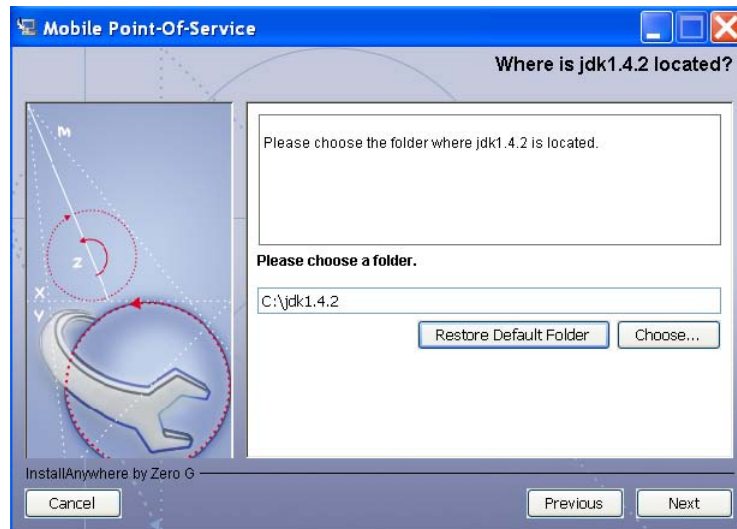 Mobile Point-Of-Service
Where is jdk1.4.2 located?
M
Z
X
Y
Please choose the folder where jdk1.4.2 is located.
Please choose a folder.
C:\jdk1.4.2
Restore Default Folder
Choose...
InstallAnywhere by Zero G
Cancel
Previous
Next